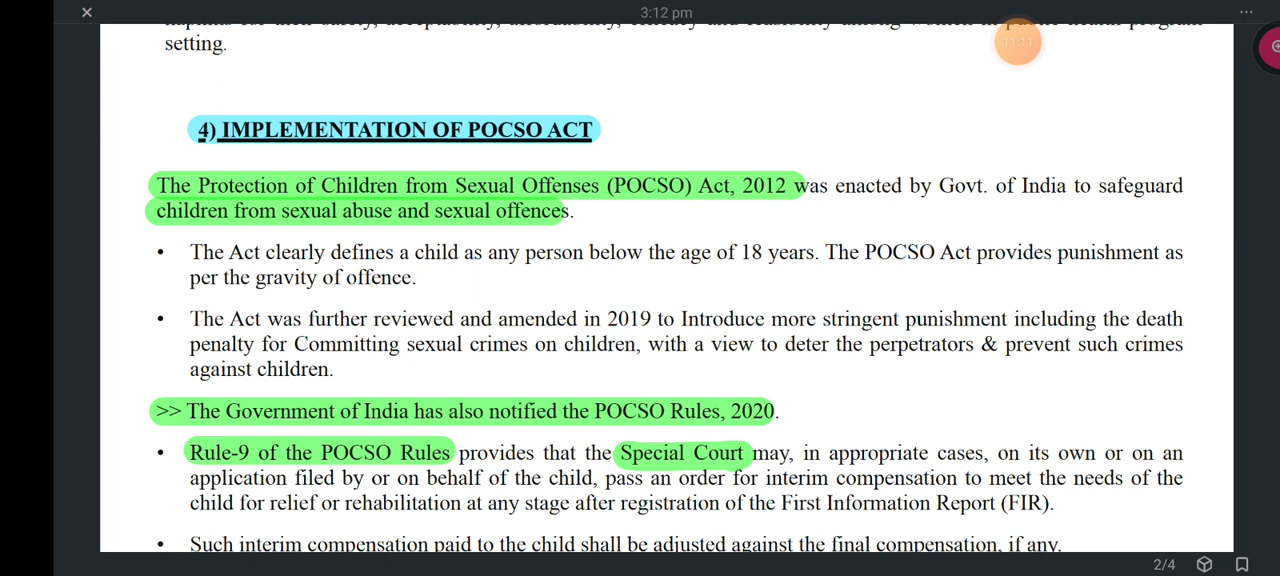 3:12 pm
setting.
11:11
4) IMPLEMENTATION OF POCSO ACT
The Protection of Children from Sexual Offenses (POCSO) Act, 2012 was enacted by Govt. of India to safeguard
children from sexual abuse and sexual offences.
• The Act clearly defines a child as any person below the age of 18 years. The POCSO Act provides punishment as
per the gravity of offence.
• The Act was further reviewed and amended in 2019 to Introduce more stringent punishment including the death
penalty for Committing sexual crimes on children, with a view to deter the perpetrators & prevent such crimes
against children.
>> The Government of India has also notified the POCSO Rules, 2020.
• Rule-9 of the POCSO Rules provides that the Special Court may, in appropriate cases, on its own or on an
application filed by or on behalf of the child, pass an order for interim compensation to meet the needs of the
child for relief or rehabilitation at any stage after registration of the First Information Report (FIR).
• Such interim compensation paid to the child shall be adjusted against the final compensation, if any.
2/4